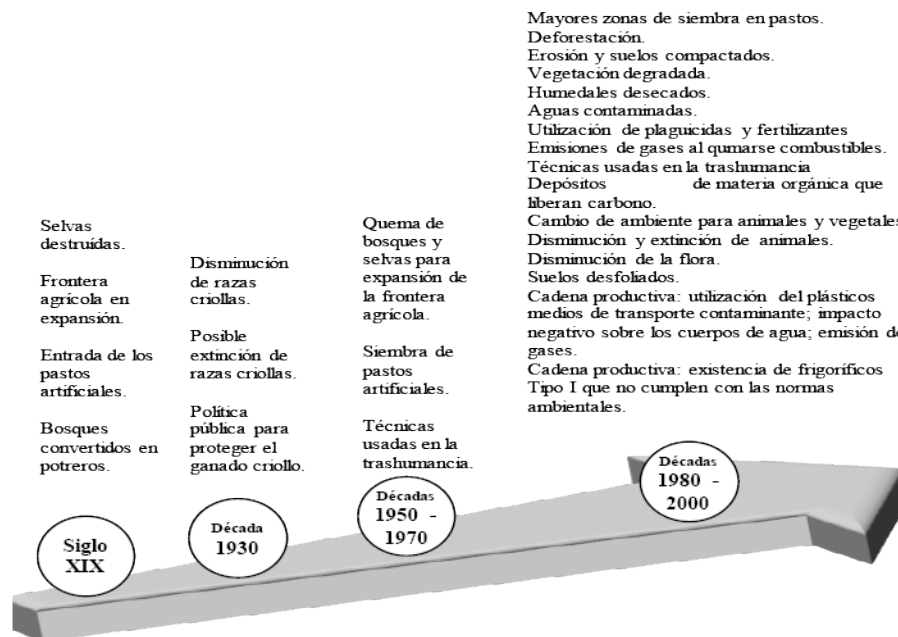 Selvas
destruídas.
Frontera
agrícola en
expansión.
Entrada de los
pastos
artificiales.
Bosques
convertidos en
potreros.
Siglo
XIX
Disminución
de razas
criollas.
Posible
extinción de
razas criollas.
Política
pública para
proteger el
ganado criollo.
Década
1930
Quema de
bosques y
selvas para
expansión de
la frontera
agrícola.
Siembra de
pastos
artificiales.
Técnicas
usadas en la
trashumancia.
Décadas
1950 -
1970
Mayores zonas de siembra en pastos.
Deforestación.
Erosión y suelos compactados.
Vegetación degradada.
Humedales desecados.
Aguas contaminadas.
Utilización de plaguicidas y fertilizantes
Emisiones de gases al qumarse combustibles.
Técnicas usadas en la trashumancia
Depósitos de materia orgánica que
liberan carbono.
Cambio de ambiente para animales y vegetales
Disminución y extinción de animales.
Disminución de la flora.
Suelos desfoliados.
Cadena productiva: utilización del plásticos
medios de transporte contaminante; impacto
negativo sobre los cuerpos de agua; emisión de
gases.
Cadena productiva: existencia de frigoríficos
Tipo I que no cumplen con las normas
ambientales.
Décadas
1980 -
2000